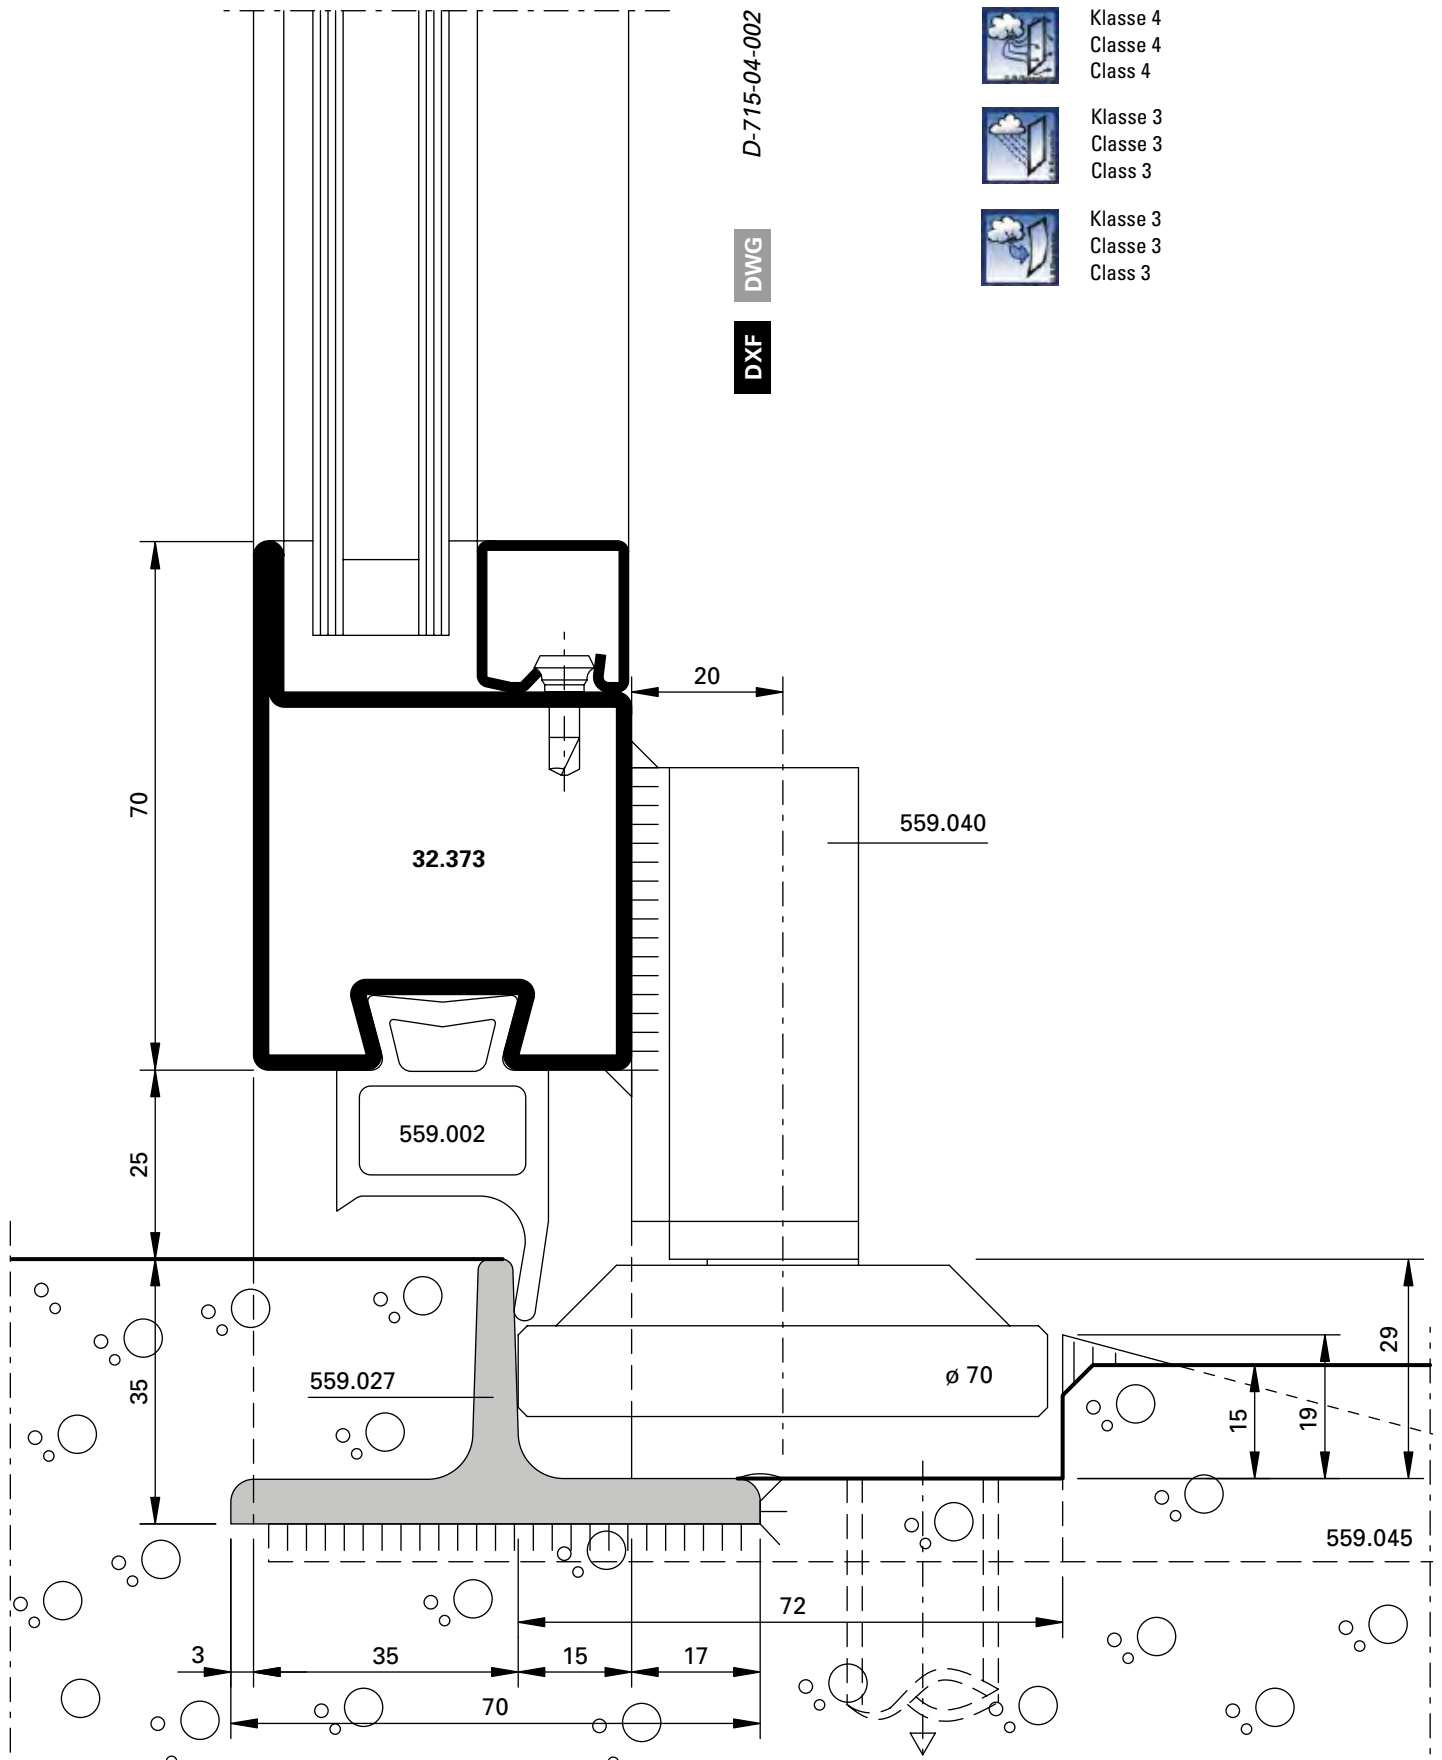 D-715-04-002
Klasse 4
Classe 4
Class 4
Klasse 3
Classe 3
Class 3
Klasse 3
Classe 3
Class 3
DWG
DXF
20
70
559.040
32.373
25
559.002
35
559.027
ø 70
29
15
19
559.045
72
3
35
15
17
70